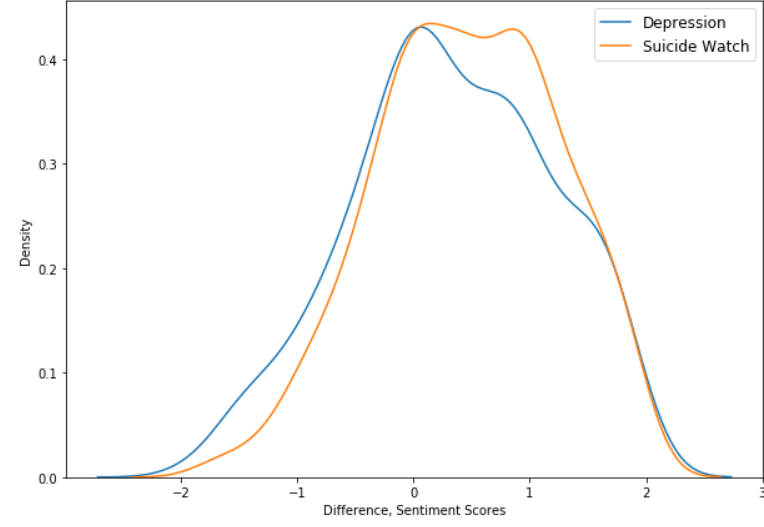 Depression
Suicide Watch
Density
0.4
0.3
0.2
0.1
0.0
−2
−1
0
1
2
3
Difference, Sentiment Scores